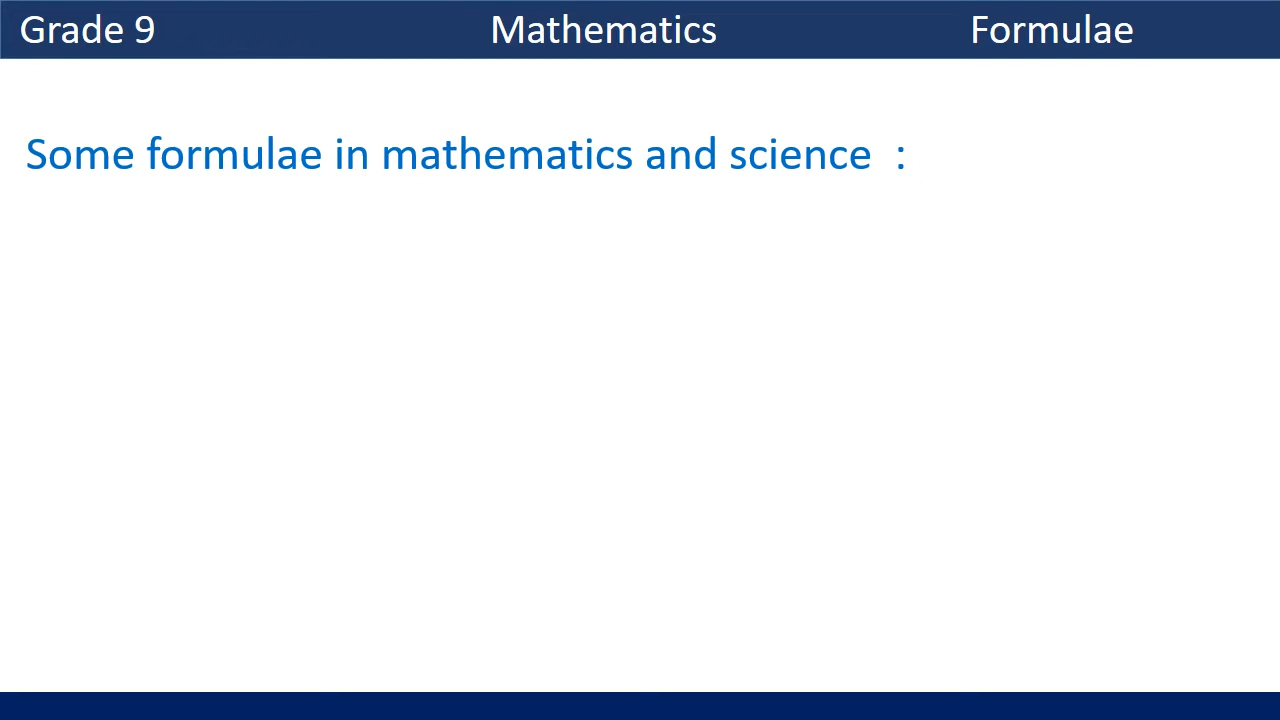 Grade 9 Mathematics Formulae
Some formulae in mathematics and science :